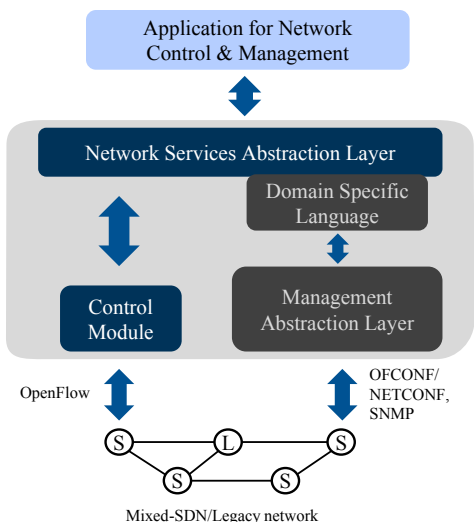 Application for Network
Control & Management
Network Services Abstraction Layer
Domain Specific
Language
Control
Module
Management
Abstraction Layer
OpenFlow
OFCONF/
NETCONF,
SNMP
S
L
S
S
S
Mixed-SDN/Legacy network